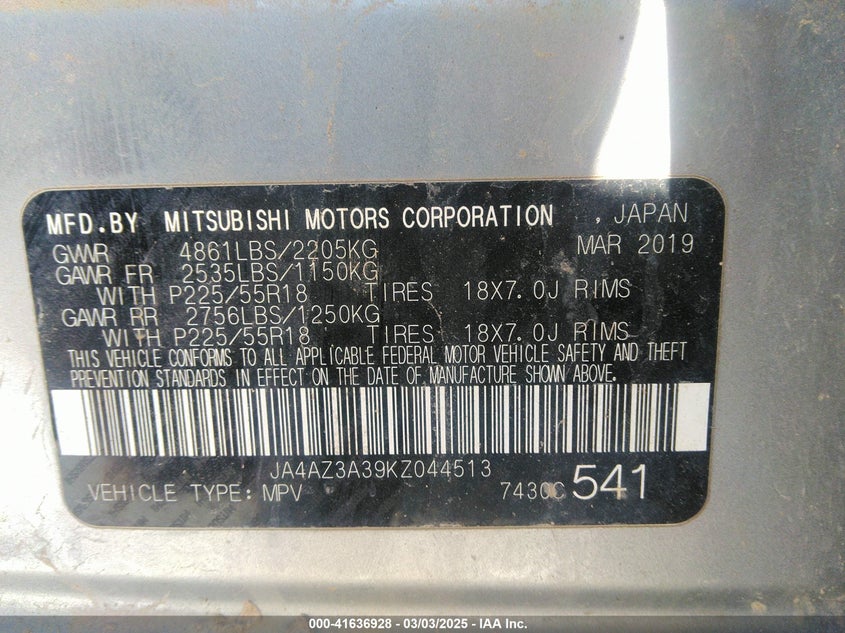 MFD.BY MITSUBISHI MOTORS CORPORATION , JAPAN
GVWR 4861LBS/2205KG MAR 2019
GAWR FR 2535LBS/1150KG
WITH P225/55R18 TIRES 18X7.0J RIMS
GAWR RR 2756LBS/1250KG
WITH P225/55R18 TIRES 18X7.0J RIMS
THIS VEHICLE CONFORMS TO ALL APPLICABLE FEDERAL MOTOR VEHICLE SAFETY AND THEFT
PREVENTION STANDARDS IN EFFECT ON THE DATE OF MANUFACTURE SHOWN ABOVE.
JA4AZ3A39KZ044513
VEHICLE TYPE: MPV 7430C 541
000-41636928 - 03/03/2025 - IAA Inc.